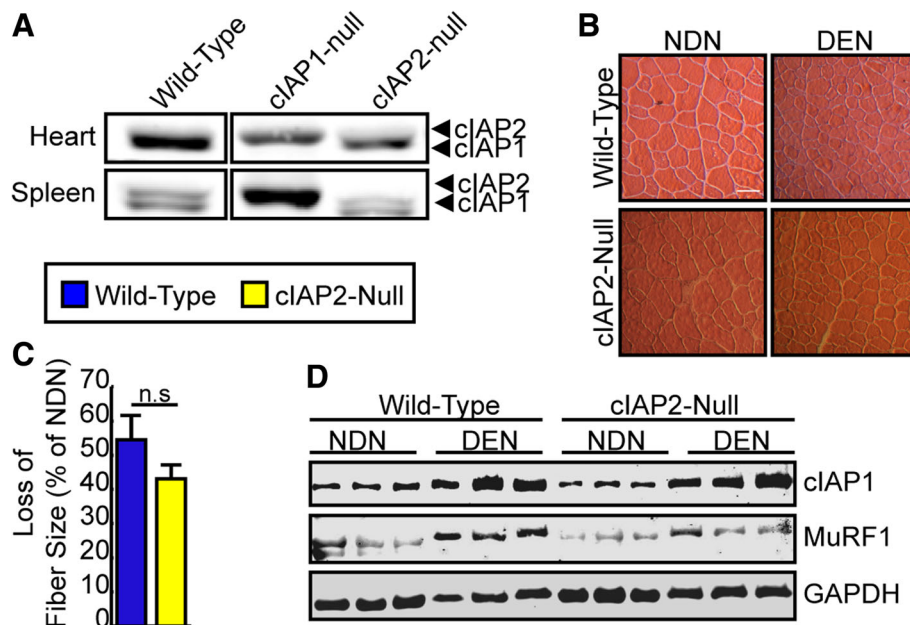 A
Wild-Type
cIAP1-null
cIAP2-null
Heart
cIAP2
cIAP1
Spleen
cIAP2
cIAP1
Wild-Type
cIAP2-Null
B
NDN
DEN
Wild-Type
cIAP2-Null
C
Loss of
Fiber Size (% of NDN)
70
60
50
40
30
20
10
0
n.s
D
Wild-Type
cIAP2-Null
NDN
DEN
NDN
DEN
cIAP1
MuRF1
GAPDH